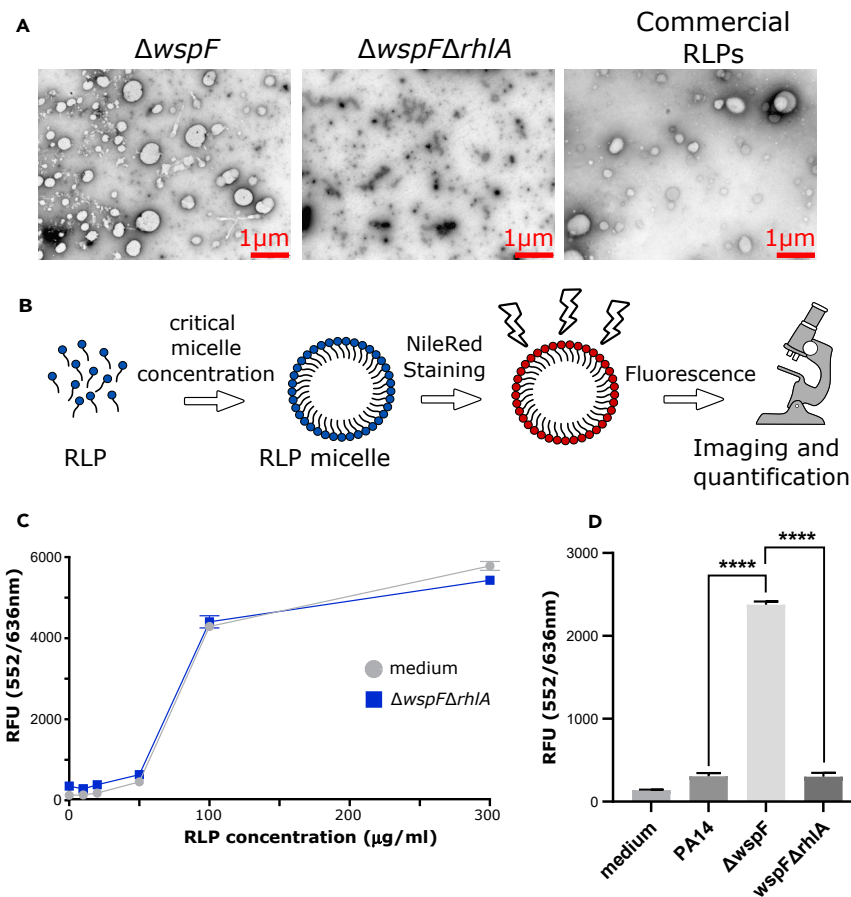 A
ΔwspF
ΔwspFΔrhlA
Commercial
RLPs
1μm
1μm
1μm
B
critical
micelle
concentration
NileRed
Staining
Fluorescence
RLP
RLP micelle
Imaging and
quantification
C
RFU (552/636nm)
6000
4000
2000
0
0
100
200
300
RLP concentration (μg/ml)
medium
ΔwspFΔrhlA
D
RFU (552/636nm)
3000
2000
1000
0
****
****
medium
PA14
ΔwspF
wspFΔrhlA